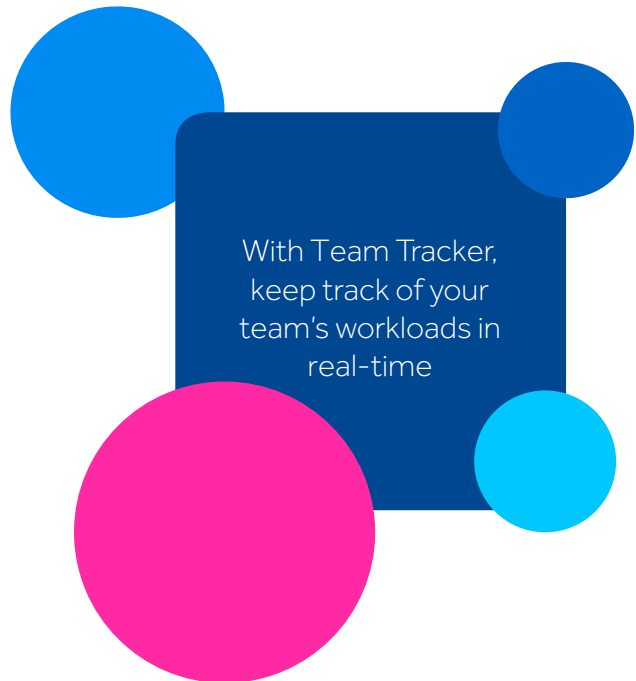 With Team Tracker,
keep track of your
team's workloads in
real-time